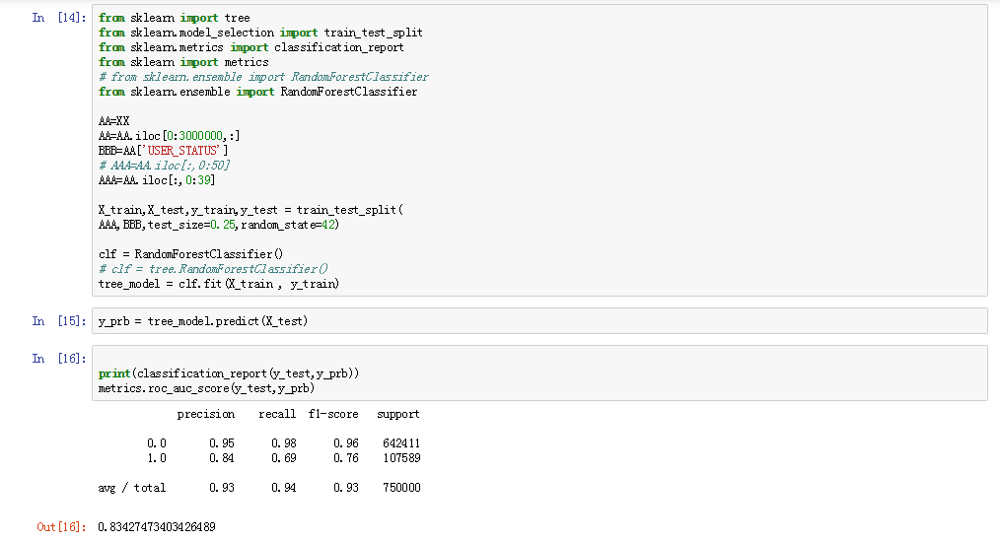 In [14]: from sklearn import tree
from sklearn.model_selection import train_test_split
from sklearn.metrics import classification_report
from sklearn import metrics
# from sklearn.ensemble import RandomForestClassifier
from sklearn.ensemble import RandomForestClassifier
AA=XX
AA=AA.iloc[0:3000000,:]
BBB=AA['USER_STATUS']
# AAA=AA.iloc[:,0:50]
AAA=AA.iloc[:,0:39]
X_train,X_test,y_train,y_test = train_test_split(
AAA,BBB,test_size=0.25,random_state=42)
clf = RandomForestClassifier()
# clf = tree.RandomForestClassifier()
tree_model = clf.fit(X_train , y_train)
In [15]: y_prb = tree_model.predict(X_test)
In [16]:
print(classification_report(y_test,y_prb))
metrics.roc_auc_score(y_test,y_prb)
precision recall f1-score support
0.0 0.95 0.98 0.96 642411
1.0 0.84 0.69 0.76 107589
avg / total 0.93 0.94 0.93 750000
Out[16]: 0.83427473403426489